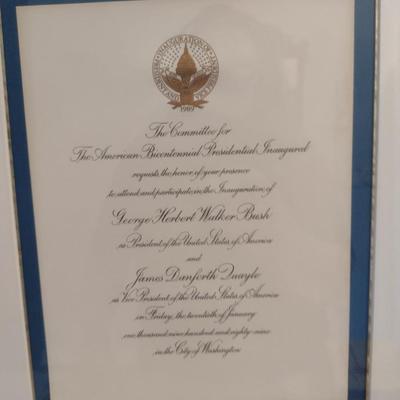 INAUGURATION OF
1989
The Committee for
The American Bicentennial Presidential Inaugural
requests the honor of your presence
to attend and participate in the Inauguration of
George Herbert Walker Bush
as President of the United States of America
and
James Danforth Quayle
as Vice President of the United States of America
on Friday, the twentieth of January
one thousand nine hundred and eighty-nine
in the City of Washington